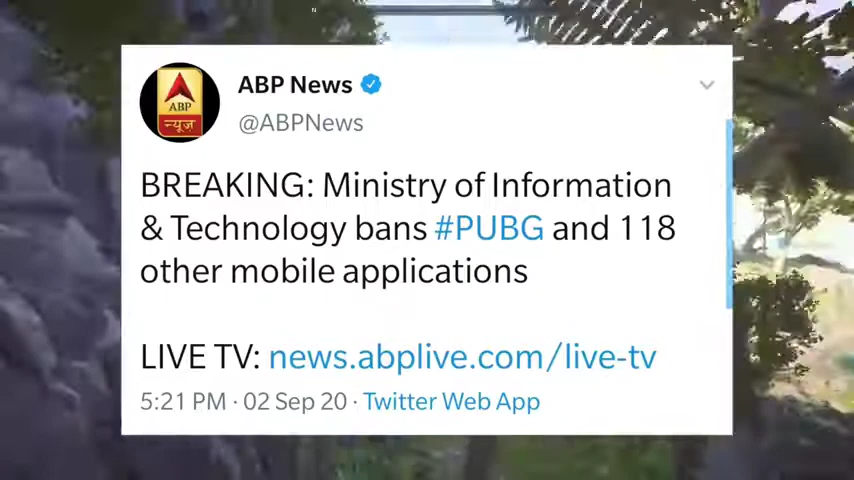 N
ABP News
@ABPNews
ABP
न्यूज़
BREAKING: Ministry of Information
& Technology bans #PUBG and 118
other mobile applications
LIVE TV: news.abplive.com/live-tv
5:21 PM · 02 Sep 20 · Twitter Web App